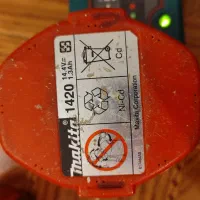 makita
1420
14.4V⎓
1.3Ah
Cd
Ni-Cd
Makita Corporation